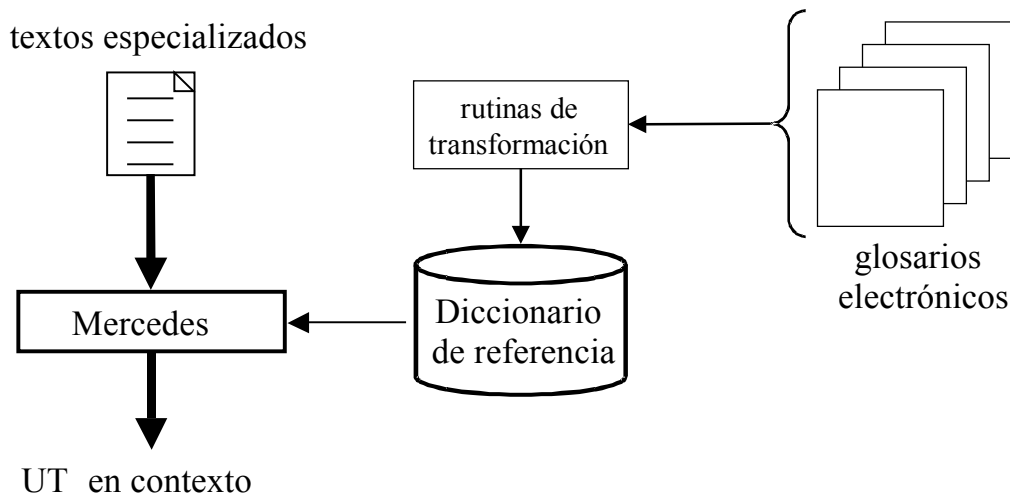 textos especializados
rutinas de
transformación
glosarios
electrónicos
Mercedes
Diccionario
de referencia
UT en contexto